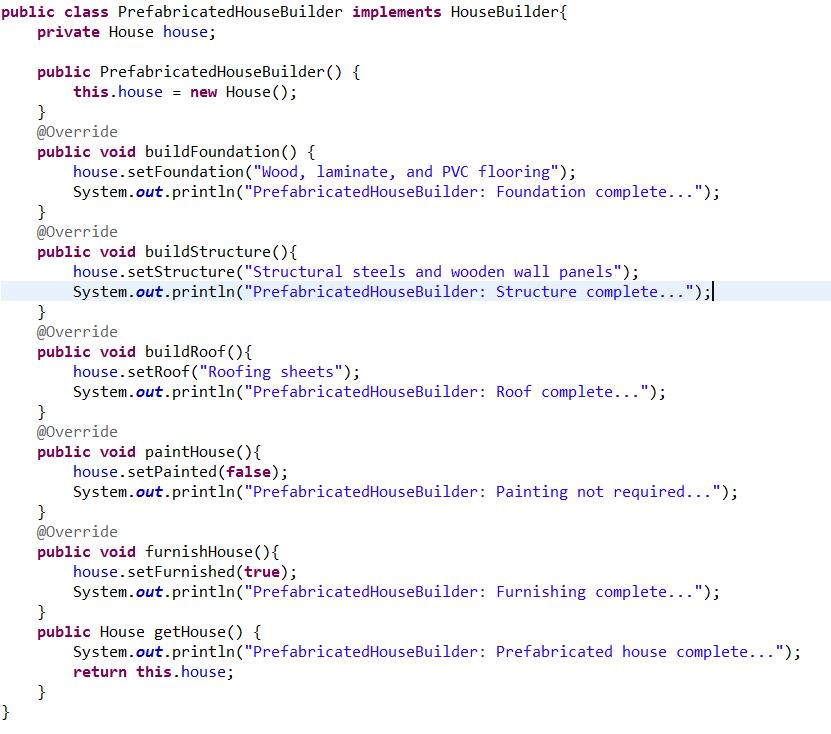 public class PrefabricatedHouseBuilder implements HouseBuilder{
    private House house;

    public PrefabricatedHouseBuilder() {
        this.house = new House();
    }
    @Override
    public void buildFoundation() {
        house.setFoundation("Wood, laminate, and PVC flooring");
        System.out.println("PrefabricatedHouseBuilder: Foundation complete...");
    }
    @Override
    public void buildStructure(){
        house.setStructure("Structural steels and wooden wall panels");
        System.out.println("PrefabricatedHouseBuilder: Structure complete...");
    }
    @Override
    public void buildRoof(){
        house.setRoof("Roofing sheets");
        System.out.println("PrefabricatedHouseBuilder: Roof complete...");
    }
    @Override
    public void paintHouse(){
        house.setPainted(false);
        System.out.println("PrefabricatedHouseBuilder: Painting not required...");
    }
    @Override
    public void furnishHouse(){
        house.setFurnished(true);
        System.out.println("PrefabricatedHouseBuilder: Furnishing complete...");
    }
    public House getHouse() {
        System.out.println("PrefabricatedHouseBuilder: Prefabricated house complete...");
        return this.house;
    }
}